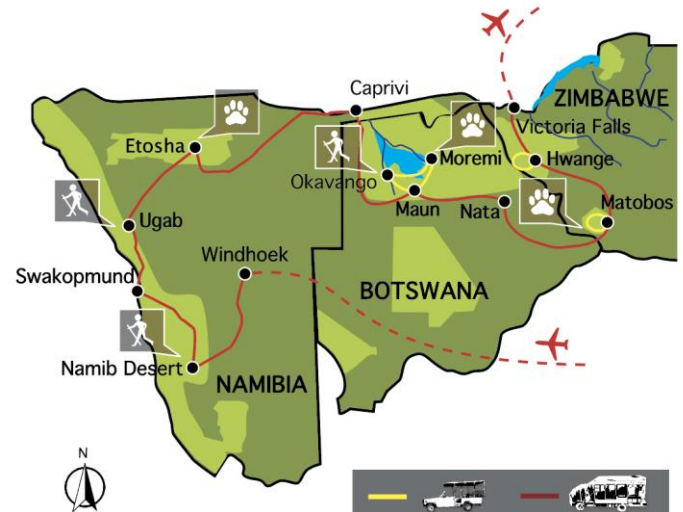 Caprivi
ZIMBABWE
Victoria Falls
Etosha
Moremi
Hwange
Okavango
Maun
Nata
Matobos
Ugab
Windhoek
Swakopmund
BOTSWANA
Namib Desert
NAMIBIA
N